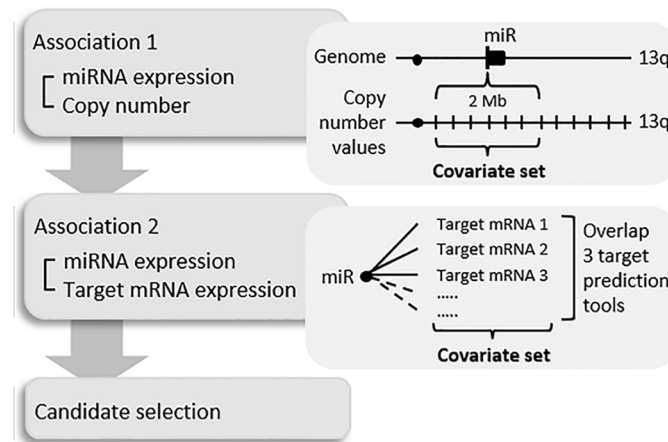 Association 1
miRNA expression
Copy number
miR
Genome
13q
2 Mb
Copy
number
values
13q
Covariate set
Association 2
miRNA expression
Target mRNA expression
miR
Target mRNA 1
Target mRNA 2
Target mRNA 3
.....
.....
Overlap
3 target
prediction
tools
Covariate set
Candidate selection